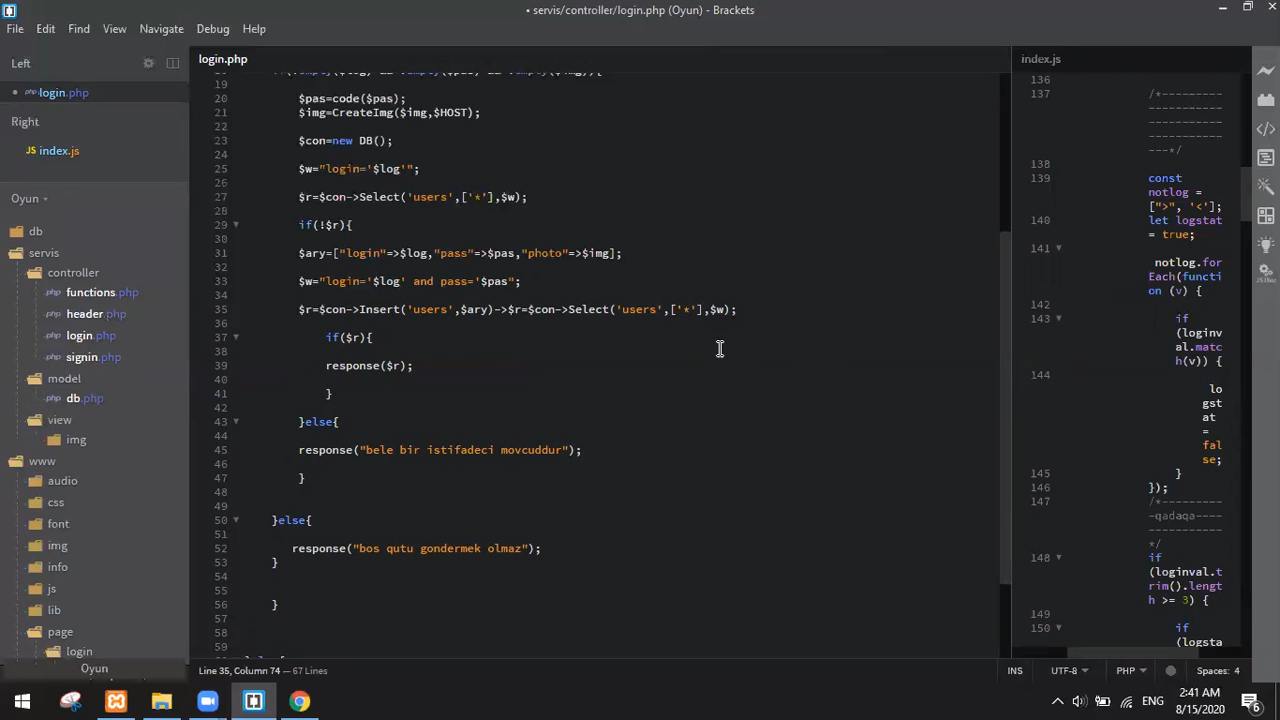 • servis/controller/login.php (Oyun) - Brackets
File Edit Find View Navigate Debug Help
Left
• login.php
Right
index.js
Oyun
db
servis
controller
php functions.php
php header.php
php login.php
php signin.php
model
php db.php
view
img
www
audio
css
font
img
info
js
lib
page
login
Oyun
login.php
19
20 $pas=code($pas);
21 $img=CreateImg($img,$HOST);
22
23 $con=new DB();
24
25 $w="login='$log'";
26
27 $r=$con->Select('users',['*'],$w);
28
29 if(!$r){
30
31 $ary=["login"=>$log,"pass"=>$pas,"photo"=>$img];
32
33 $w="login='$log' and pass='$pas";
34
35 $r=$con->Insert('users',$ary)->$r=$con->Select('users',['*'],$w);
36
37 if($r){
38
39 response($r);
40
41 }
42
43 }else{
44
45 response("bele bir istifadeci movcuddur");
46
47 }
48
49
50 }else{
51
52 response("bos qutu gondermek olmaz");
53 }
54
55
56 }
57
58
59
index.js
136
137 /*---------
-----------
-----------
-----------
---*/
138
139 const
notlog =
[">", '<'];
140 let logstat
= true;
141
notlog.for
Each(functi
on (v) {
142
143 if
(loginv
al.matc
h(v)) {
144
lo
gst
at
=
fal
se;
145 }
146 });
147 /*---------
-qadaqa----
-----------
*/
148 if
(loginval.t
rim().lengt
h >= 3) {
149
150 if
(logsta
Line 35, Column 74 — 67 Lines
INS UTF-8 PHP Spaces: 4
ENG
2:41 AM
8/15/2020
6